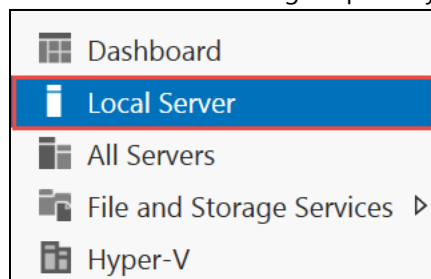 Dashboard
Local Server
All Servers
File and Storage Services
Hyper-V